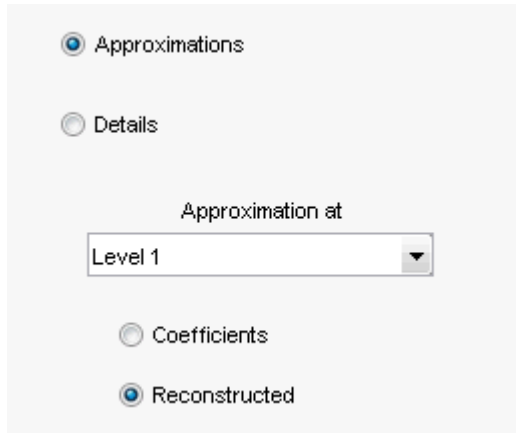 Approximations
Details
Approximation at
Level 1
Coefficients
Reconstructed